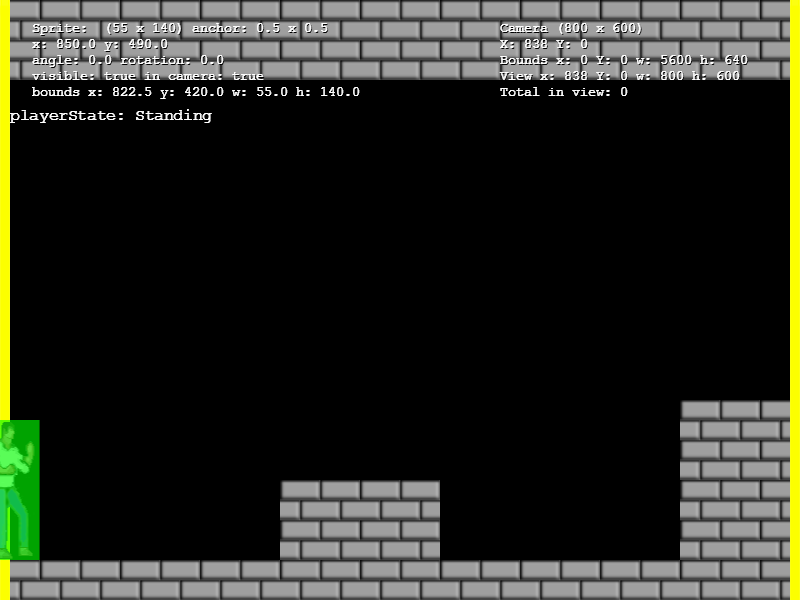 Sprite: (55 x 140) anchor: 0.5 x 0.5
x: 850.0 y: 490.0
angle: 0.0 rotation: 0.0
visible: true in camera: true
bounds x: 822.5 y: 420.0 w: 55.0 h: 140.0
Camera (800 x 600)
X: 838 Y: 0
Bounds x: 0 Y: 0 w: 5600 h: 640
View x: 838 Y: 0 w: 800 h: 600
Total in view: 0
playerState: Standing